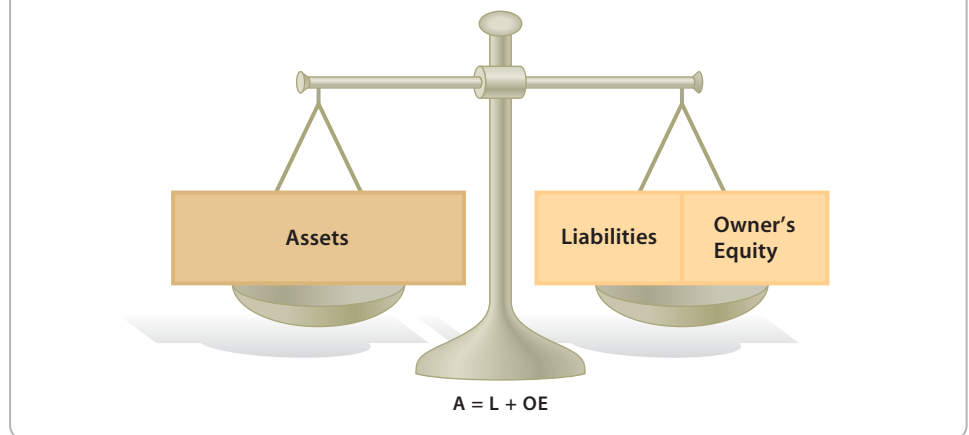 Assets
Liabilities
Owner's
Equity
A = L + OE